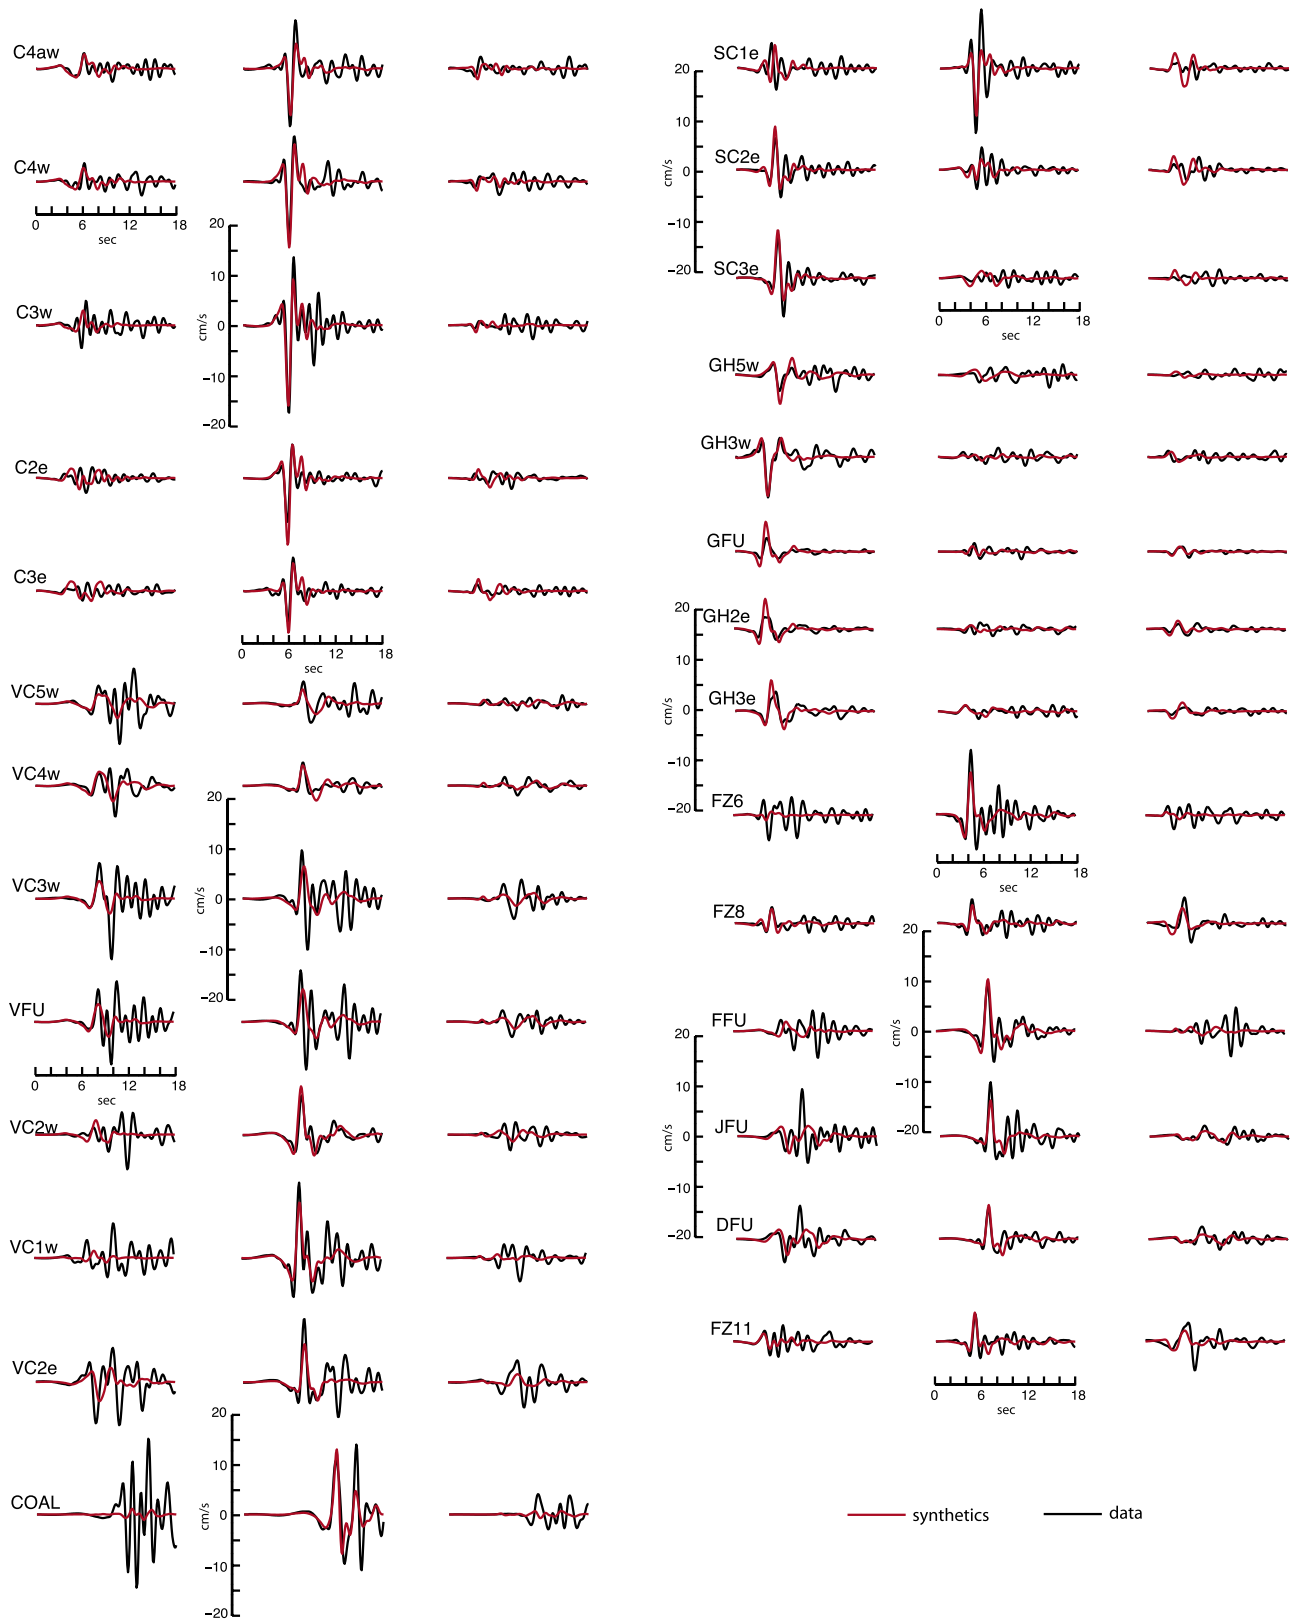 C4aw
C4w
0 6 12 18
sec
20
10
0
−10
−20
cm/s
C3w
C2e
C3e
0 6 12 18
sec
VC5w
VC4w
20
10
0
−10
−20
cm/s
VC3w
VFU
0 6 12 18
sec
VC2w
VC1w
VC2e
20
10
0
−10
−20
cm/s
COAL
SC1e
20
10
0
−10
−20
cm/s
SC2e
SC3e
0 6 12 18
sec
GH5w
GH3w
GFU
GH2e
20
10
0
−10
−20
cm/s
GH3e
FZ6
0 6 12 18
sec
FZ8
20
10
0
−10
−20
cm/s
FFU
20
10
0
−10
−20
cm/s
JFU
DFU
FZ11
0 6 12 18
sec
synthetics data